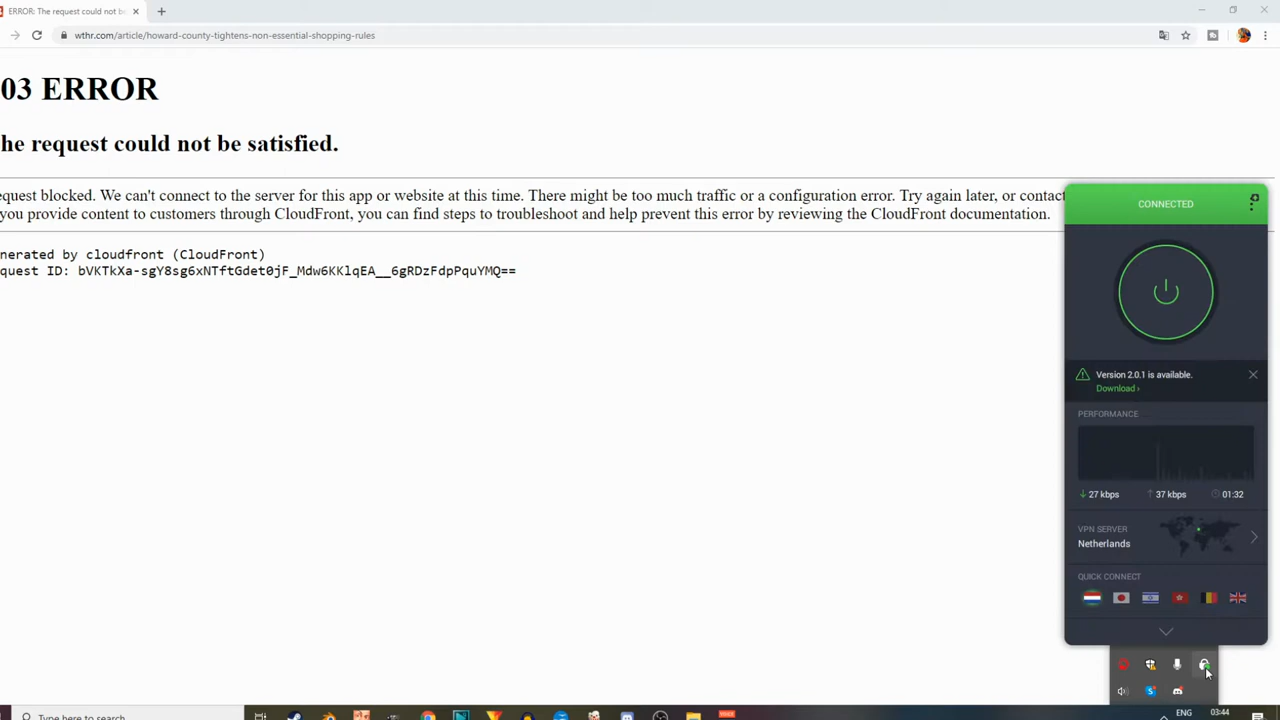 ERROR: The request could not b
wthr.com/article/howard-county-tightens-non-essential-shopping-rules
03 ERROR
he request could not be satisfied.
equest blocked. We can't connect to the server for this app or website at this time. There might be too much traffic or a configuration error. Try again later, or contact
you provide content to customers through CloudFront, you can find steps to troubleshoot and help prevent this error by reviewing the CloudFront documentation.
nerated by cloudfront (CloudFront)
quest ID: bVKTkXa-sgY8sg6xNTftGdet0jF_Mdw6KKlqEA__6gRDzFdpPquYMQ==
CONNECTED
Version 2.0.1 is available.
Download ›
PERFORMANCE
27 kbps 37 kbps 01:32
VPN SERVER
Netherlands
QUICK CONNECT
Type here to search
ENG 03:44